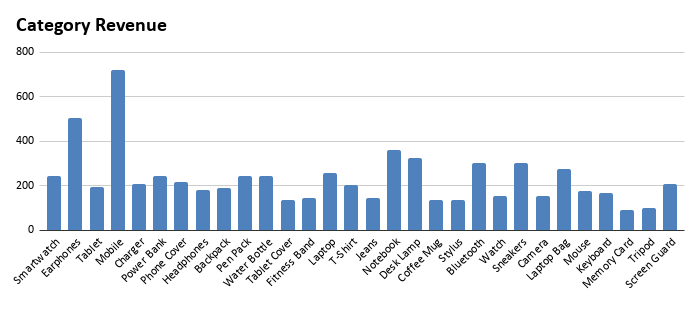 Category Revenue
800
600
400
200
0
Smartwatch
Earphones
Tablet
Mobile
Charger
Power Bank
Phone Cover
Headphones
Backpack
Pen Pack
Water Bottle
Tablet Cover
Fitness Band
Laptop
T-Shirt
Jeans
Notebook
Desk Lamp
Coffee Mug
Stylus
Bluetooth
Watch
Sneakers
Camera
Laptop Bag
Mouse
Keyboard
Memory Card
Tripod
Screen Guard